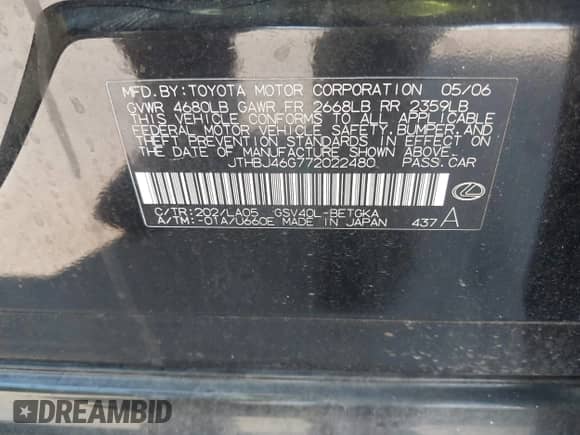 MFD.BY:TOYOTA MOTOR CORPORATION 05/06
GVWR 4680LB GAWR FR 2668LB RR 2359LB
THIS VEHICLE CONFORMS TO ALL APPLICABLE
FEDERAL MOTOR VEHICLE SAFETY,BUMPER,AND
THEFT PREVENTION STANDARDS IN EFFECT ON
THE DATE OF MANUFACTURE SHOWN ABOVE.
JTHBJ46G772022480 PASS.CAR
C/TR:202/LA05 GSV40L-BETGKA
A/TM:-01A/U660E MADE IN JAPAN 437 A
DREAMBID